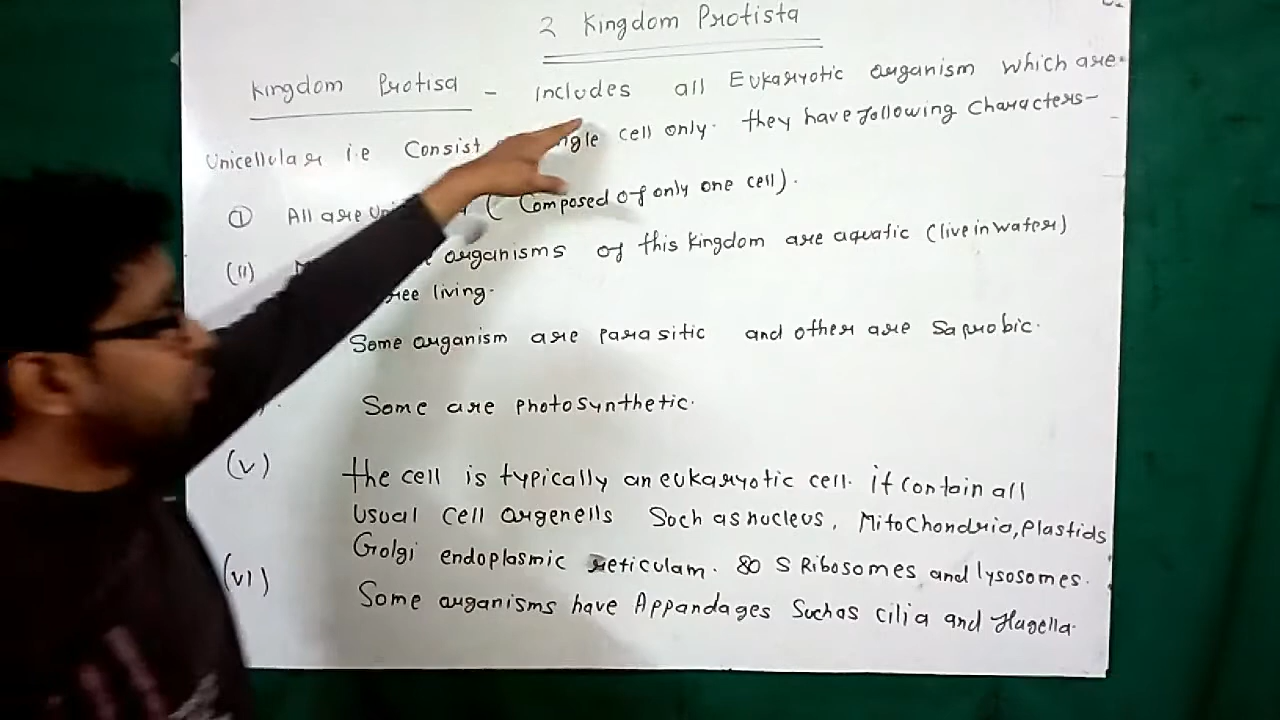 2 Kingdom Protista
Kingdom Protisa - includes all Eukaryotic organism which are
Unicellular i.e Consist cell only. they have following Characters-
(I) All are ( Composed of only one cell).
(II) organisms of this kingdom are aquatic (live in water)
living.
Some organism are parasitic and other are Saprobic.
Some are photosynthetic.
(V) the cell is typically an eukaryotic cell. it contain all
usual cell orgenells Such as nucleus, Mitochondria, plastids
Golgi endoplasmic reticulam. 80 S Ribosomes and lysosomes.
(VI) Some organisms have Appandages Such as cilia and flagella.